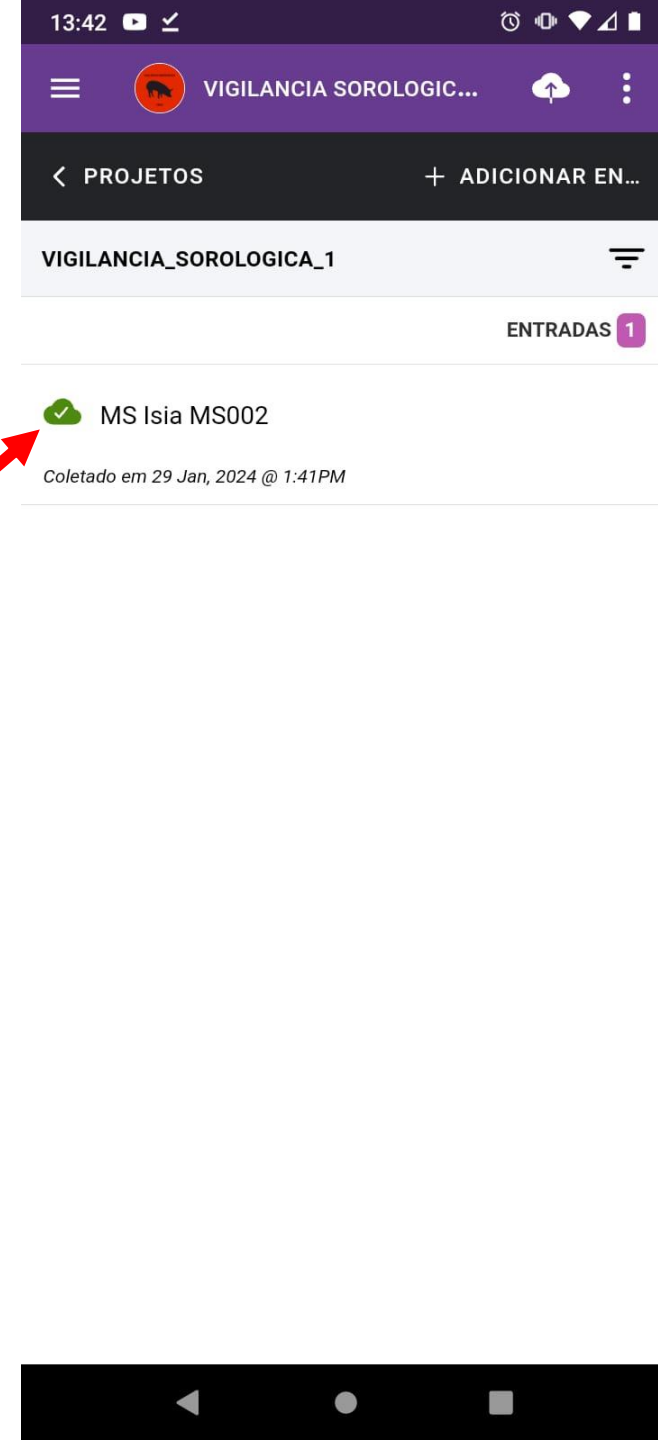 13:42
VIGILANCIA SOROLOGIC...
PROJETOS
ADICIONAR EN...
VIGILANCIA_SOROLOGICA_1
ENTRADAS 1
MS Isia MS002
Coletado em 29 Jan, 2024 @ 1:41PM